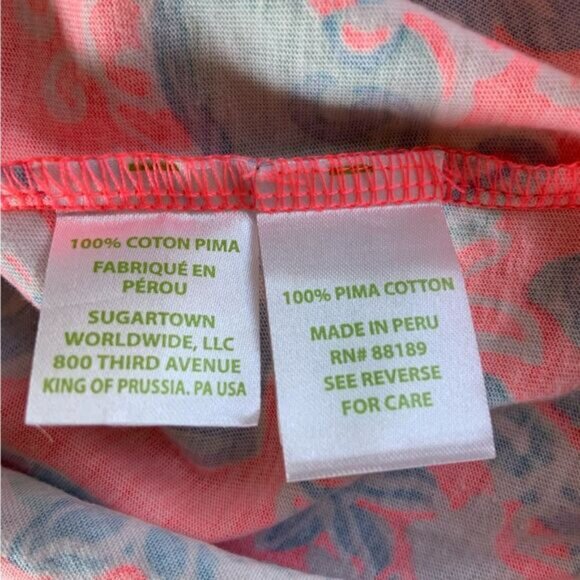 100% COTON PIMA
FABRIQUÉ EN
PÉROU
SUGARTOWN
WORLDWIDE, LLC
800 THIRD AVENUE
KING OF PRUSSIA. PA USA
100% PIMA COTTON
MADE IN PERU
RN# 88189
SEE REVERSE
FOR CARE